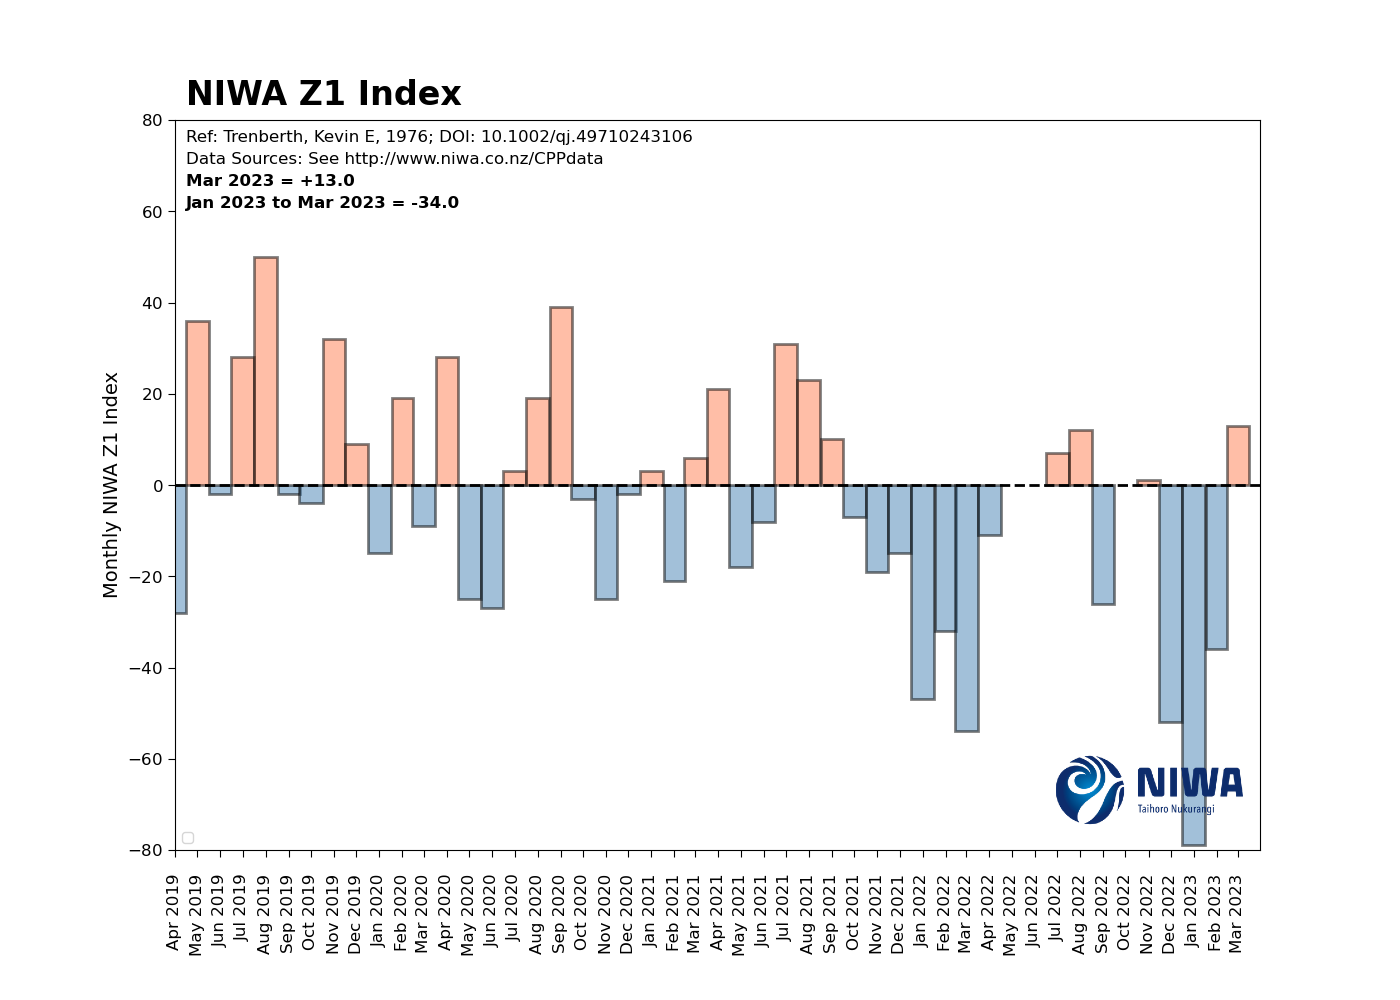 NIWA Z1 Index
Ref: Trenberth, Kevin E, 1976; DOI: 10.1002/qj.49710243106
Data Sources: See http://www.niwa.co.nz/CPPdata
Mar 2023 = +13.0
Jan 2023 to Mar 2023 = -34.0
Monthly NIWA Z1 Index
80
60
40
20
0
−20
−40
−60
−80
NIWA
Taihoro Nukurangi
Apr 2019
May 2019
Jun 2019
Jul 2019
Aug 2019
Sep 2019
Oct 2019
Nov 2019
Dec 2019
Jan 2020
Feb 2020
Mar 2020
Apr 2020
May 2020
Jun 2020
Jul 2020
Aug 2020
Sep 2020
Oct 2020
Nov 2020
Dec 2020
Jan 2021
Feb 2021
Mar 2021
Apr 2021
May 2021
Jun 2021
Jul 2021
Aug 2021
Sep 2021
Oct 2021
Nov 2021
Dec 2021
Jan 2022
Feb 2022
Mar 2022
Apr 2022
May 2022
Jun 2022
Jul 2022
Aug 2022
Sep 2022
Oct 2022
Nov 2022
Dec 2022
Jan 2023
Feb 2023
Mar 2023